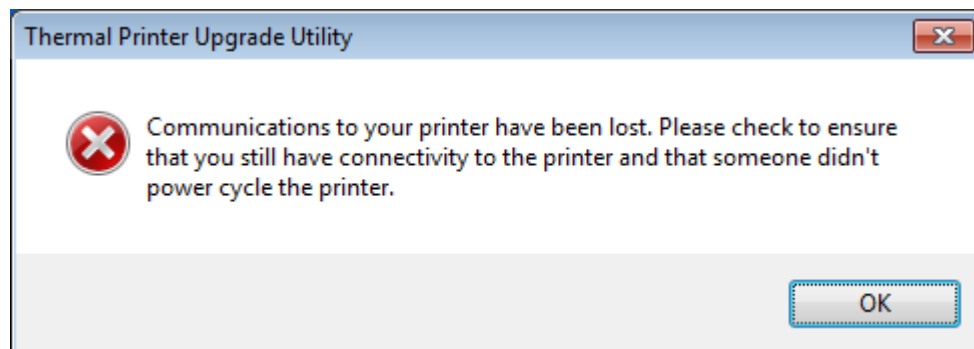 Thermal Printer Upgrade Utility
Communications to your printer have been lost. Please check to ensure
that you still have connectivity to the printer and that someone didn't
power cycle the printer.
OK